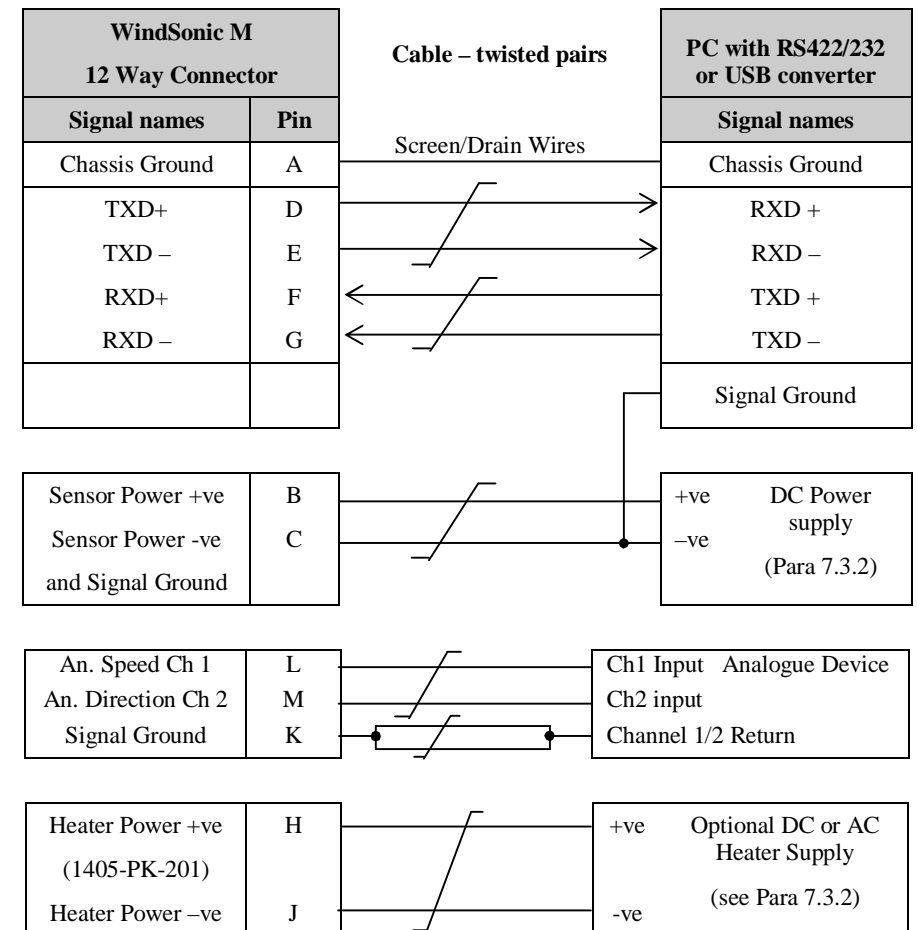 WindSonic M
12 Way Connector
Cable – twisted pairs
PC with RS422/232
or USB converter
Signal names Pin
Signal names
Screen/Drain Wires
Chassis Ground A
Chassis Ground
TXD+ D
RXD +
TXD – E
RXD –
RXD+ F
TXD +
RXD – G
TXD –
Signal Ground
Sensor Power +ve B
+ve DC Power
supply
Sensor Power -ve C
–ve
and Signal Ground
(Para 7.3.2)
An. Speed Ch 1 L
Ch1 Input Analogue Device
An. Direction Ch 2 M
Ch2 input
Signal Ground K
Channel 1/2 Return
Heater Power +ve H
+ve Optional DC or AC
Heater Supply
(1405-PK-201)
(see Para 7.3.2)
Heater Power –ve J
-ve